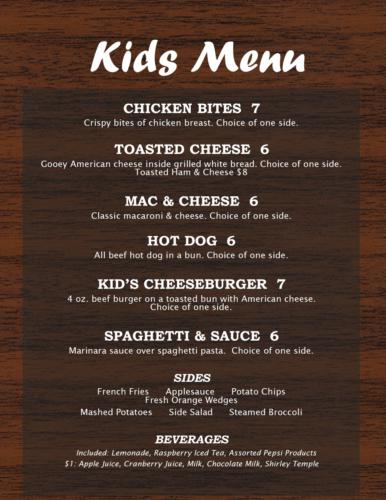 Kids Menu
CHICKEN BITES 7
Crispy bites of chicken breast. Choice of one side.
TOASTED CHEESE 6
Gooey American cheese inside grilled white bread. Choice of one side.
Toasted Ham & Cheese $8
MAC & CHEESE 6
Classic macaroni & cheese. Choice of one side.
HOT DOG 6
All beef hot dog in a bun. Choice of one side.
KID'S CHEESEBURGER 7
4 oz. beef burger on a toasted bun with American cheese.
Choice of one side.
SPAGHETTI & SAUCE 6
Marinara sauce over spaghetti pasta. Choice of one side.
SIDES
French Fries Applesauce Potato Chips
Fresh Orange Wedges
Mashed Potatoes Side Salad Steamed Broccoli
BEVERAGES
Included: Lemonade, Raspberry Iced Tea, Assorted Pepsi Products
$1: Apple Juice, Cranberry Juice, Milk, Chocolate Milk, Shirley Temple